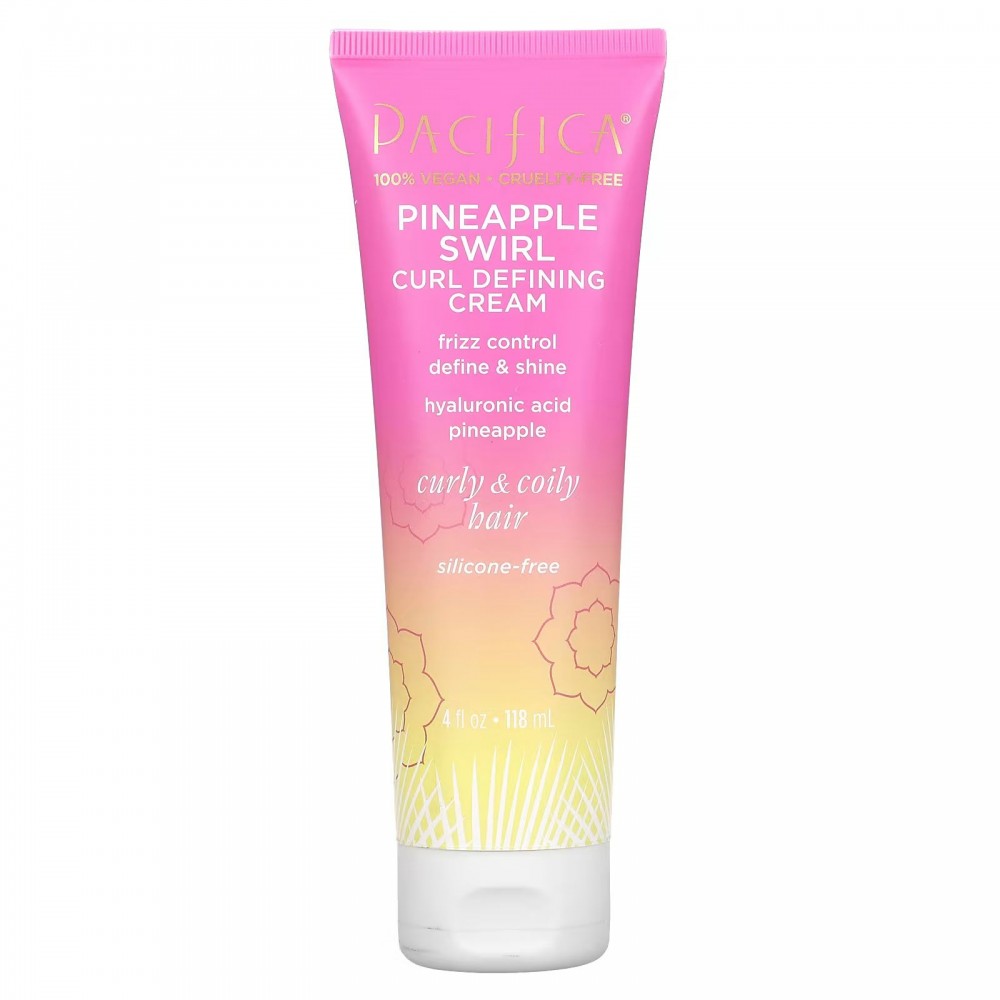 PACIFICA®
100% VEGAN • CRUELTY-FREE
PINEAPPLE
SWIRL
CURL DEFINING
CREAM
frizz control
define & shine
hyaluronic acid
pineapple
curly & coily
hair
silicone-free
4 fl oz • 118 mL